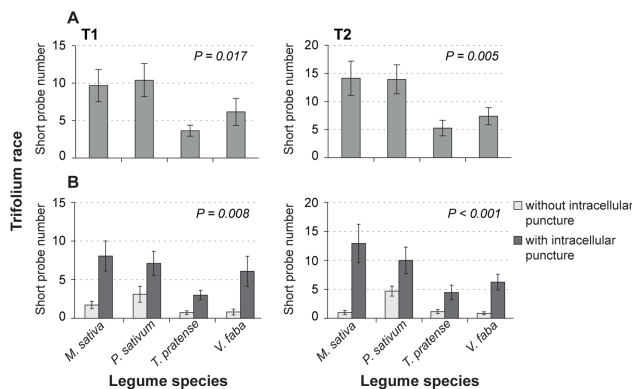 A
T1
T2
P = 0.017
P = 0.005
Short probe number
15
10
5
0
Short probe number
20
15
10
5
0
Trifolium race
B
P = 0.008
P < 0.001
Short probe number
15
10
5
0
Short probe number
20
15
10
5
0
without intracellular
puncture
with intracellular
puncture
M. sativa
P. sativum
T. pratense
V. faba
M. sativa
P. sativum
T. pratense
V. faba
Legume species
Legume species